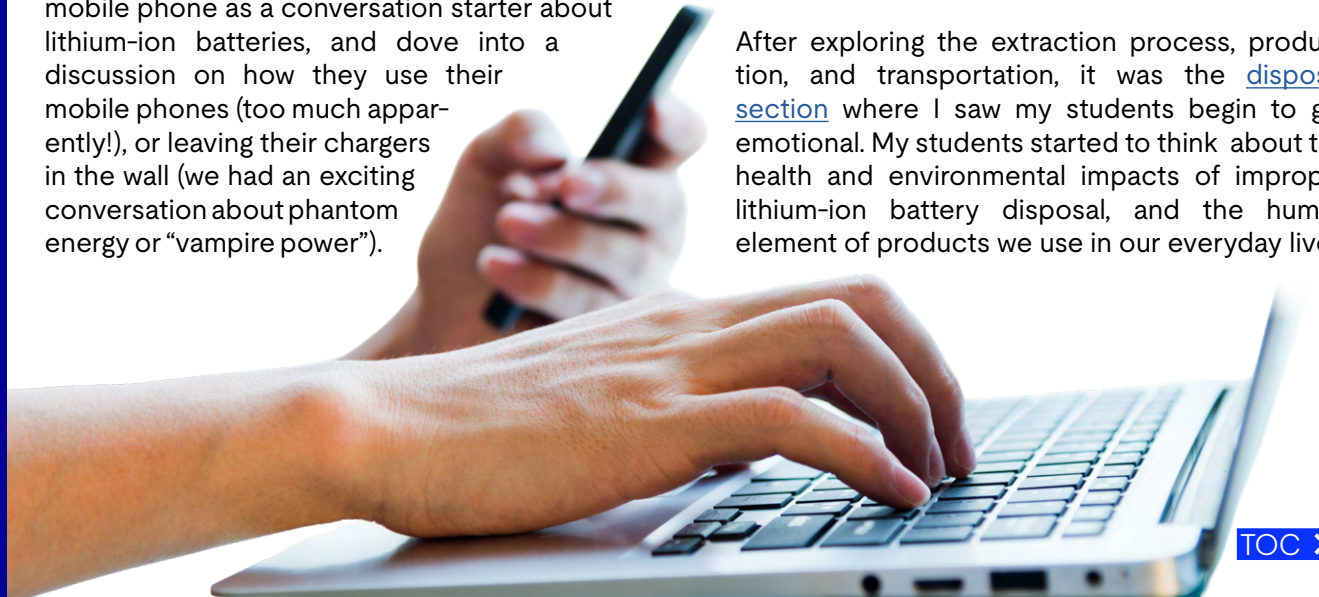 mobile phone as a conversation starter about
lithium-ion batteries, and dove into a
discussion on how they use their
mobile phones (too much appar-
ently!), or leaving their chargers
in the wall (we had an exciting
conversation about phantom
energy or “vampire power”).
After exploring the extraction process, produ
tion, and transportation, it was the dispos
section where I saw my students begin to g
emotional. My students started to think about t
health and environmental impacts of improp
lithium-ion battery disposal, and the hum
element of products we use in our everyday live
TOC